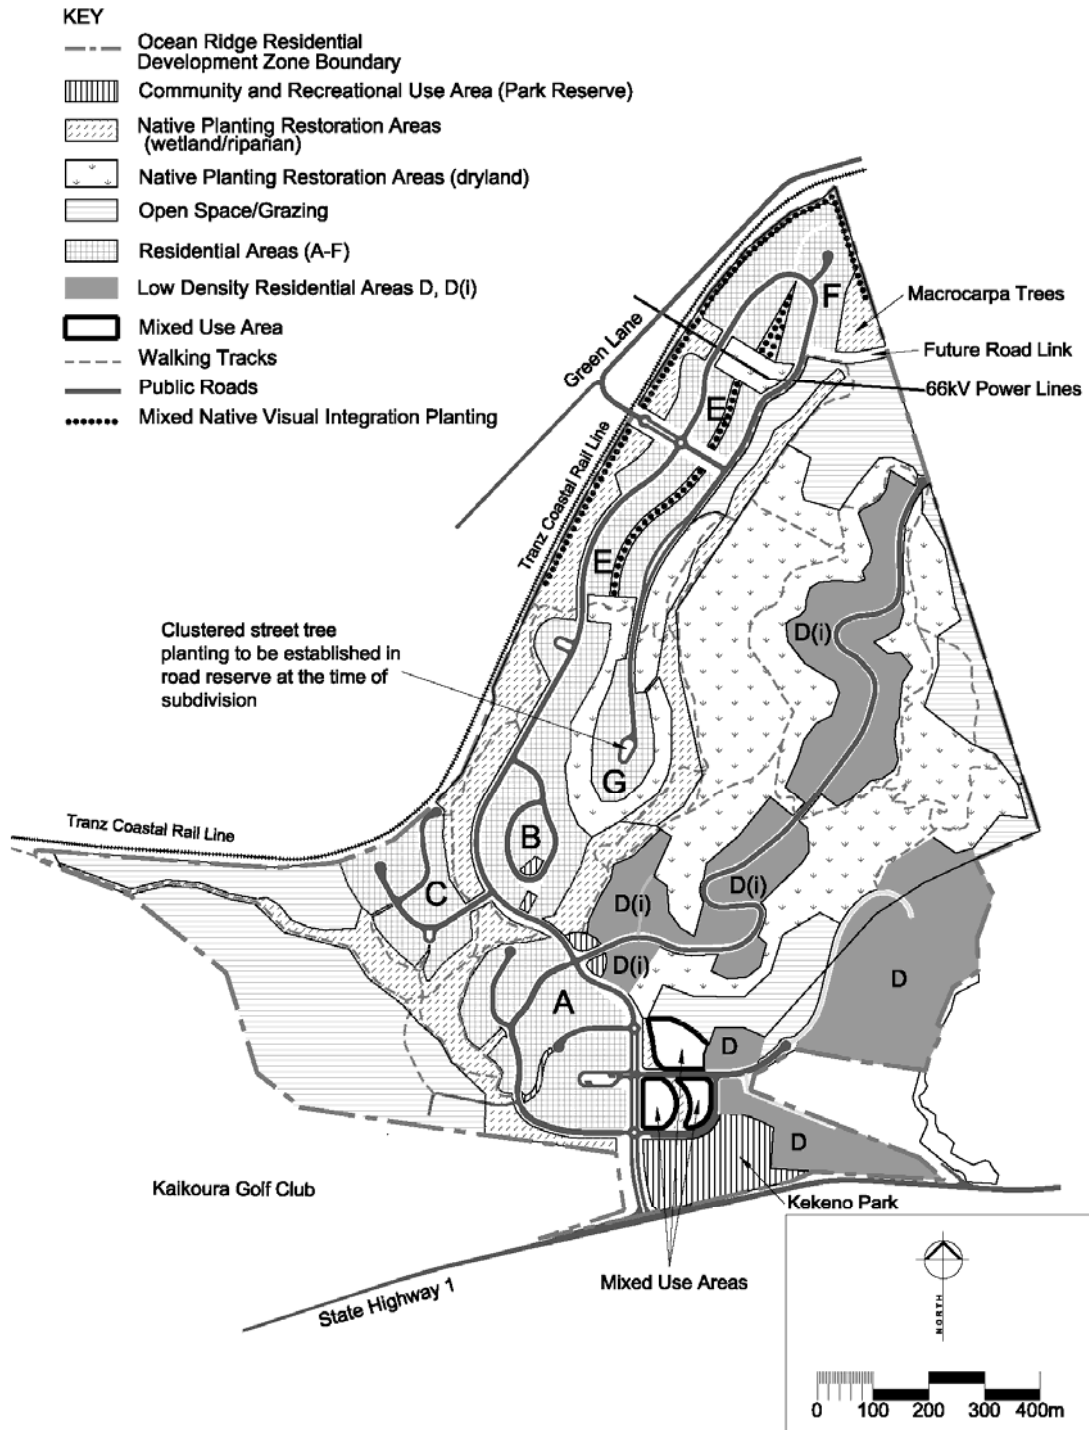 KEY
Ocean Ridge Residential
Development Zone Boundary
Community and Recreational Use Area (Park Reserve)
Native Planting Restoration Areas
(wetland/riparian)
Native Planting Restoration Areas (dryland)
Open Space/Grazing
Residential Areas (A-F)
Low Density Residential Areas D, D(i)
Mixed Use Area
Walking Tracks
Public Roads
Mixed Native Visual Integration Planting
F
Macrocarpa Trees
Green Lane
Future Road Link
66kV Power Lines
E
Tranz Coastal Rail Line
E
Clustered street tree
planting to be established in
road reserve at the time of
subdivision
D(i)
G
Tranz Coastal Rail Line
B
C
D(i)
D(i)
D(i)
A
D
D
D
Kaikoura Golf Club
Kekeno Park
Mixed Use Areas
State Highway 1
NORTH
0 100 200 300 400m